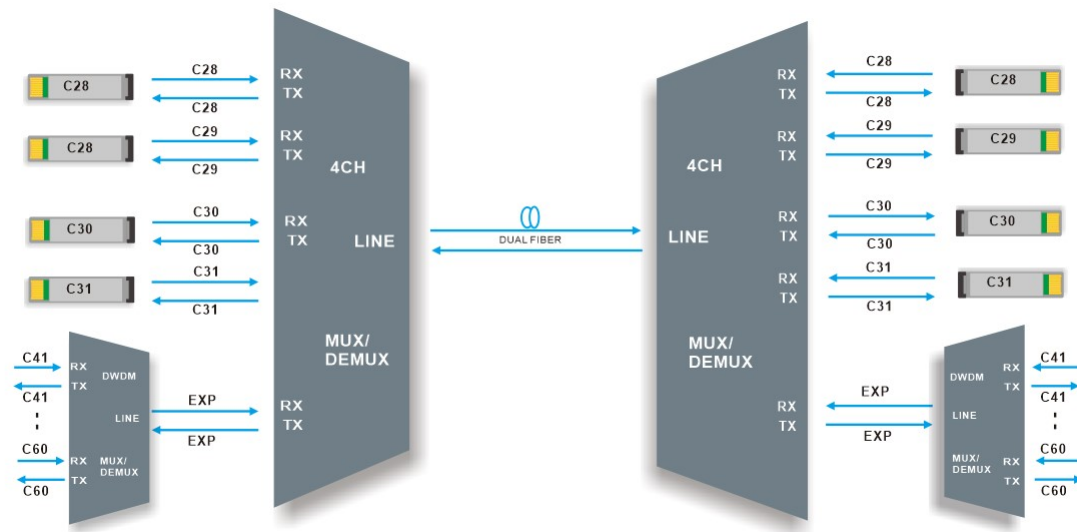 C28
C28
RX
TX
C28
C28
C29
RX
TX
C29
4CH
C30
C30
RX
TX
C30
LINE
C31
C31
C31
MUX/
DEMUX
C41
RX
DWDM
TX
C41
LINE
C60
RX
MUX/
DEMUX
TX
C60
EXP
RX
TX
EXP
DUAL FIBER
C28
RX
TX
C28
C28
C29
RX
TX
C29
C29
4CH
C30
RX
TX
C30
C30
LINE
C31
RX
TX
C31
C31
MUX/
DEMUX
EXP
RX
TX
EXP
C41
DWDM
RX
TX
C41
LINE
C60
MUX/
DEMUX
RX
TX
C60